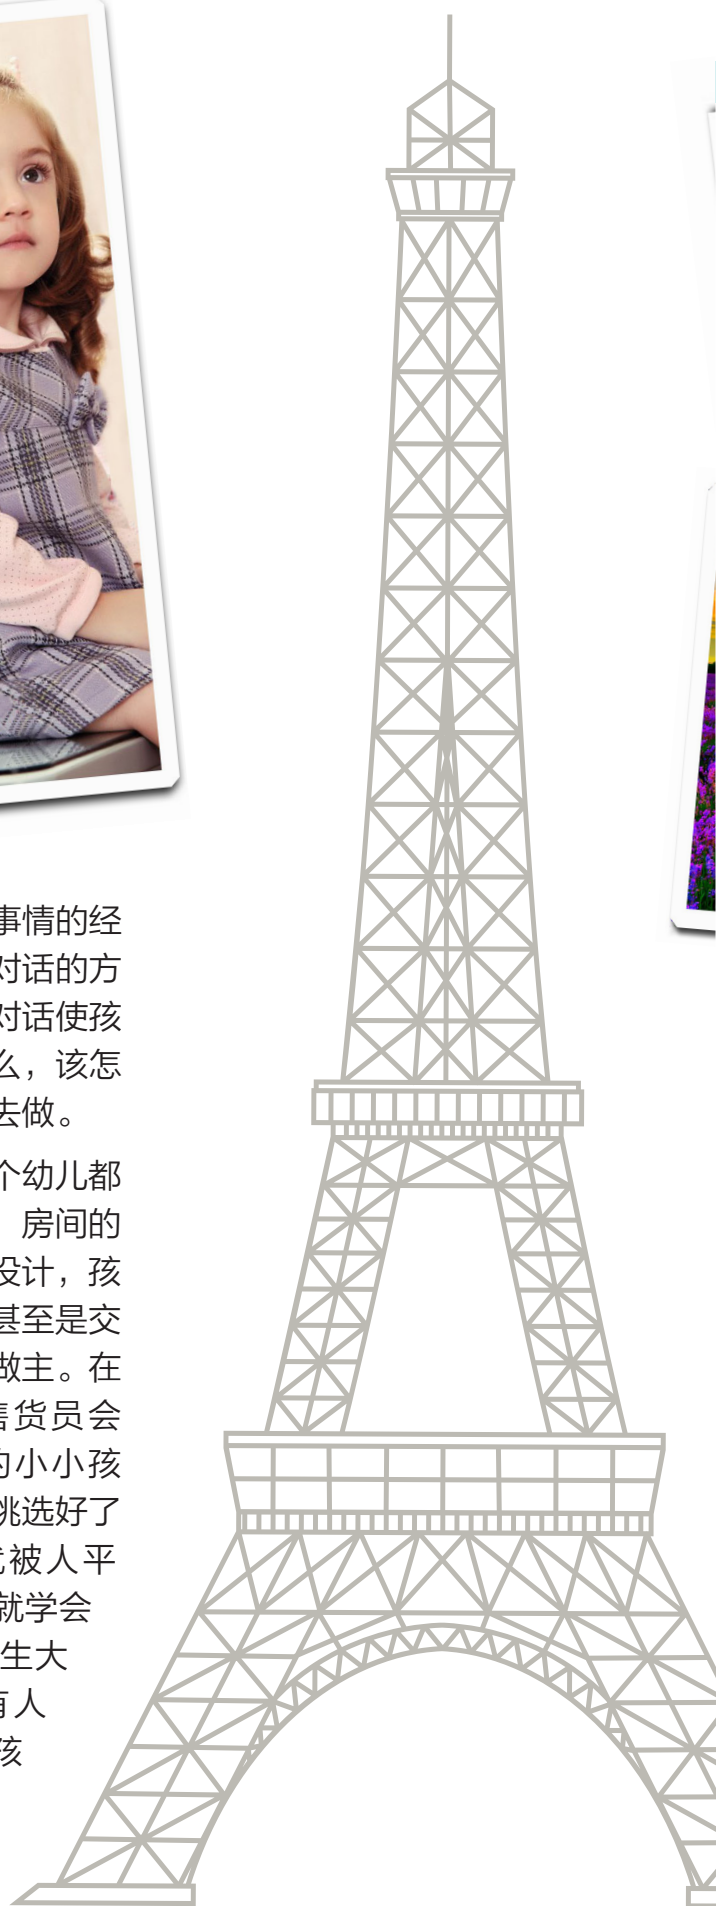 事情的经
对话的方
对话使孩
么，该怎
去做。
个幼儿都
房间的
设计，孩
甚至是交
做主。在
售货员会
的小小孩
挑选好了
被人平
就学会
生大
有人
孩